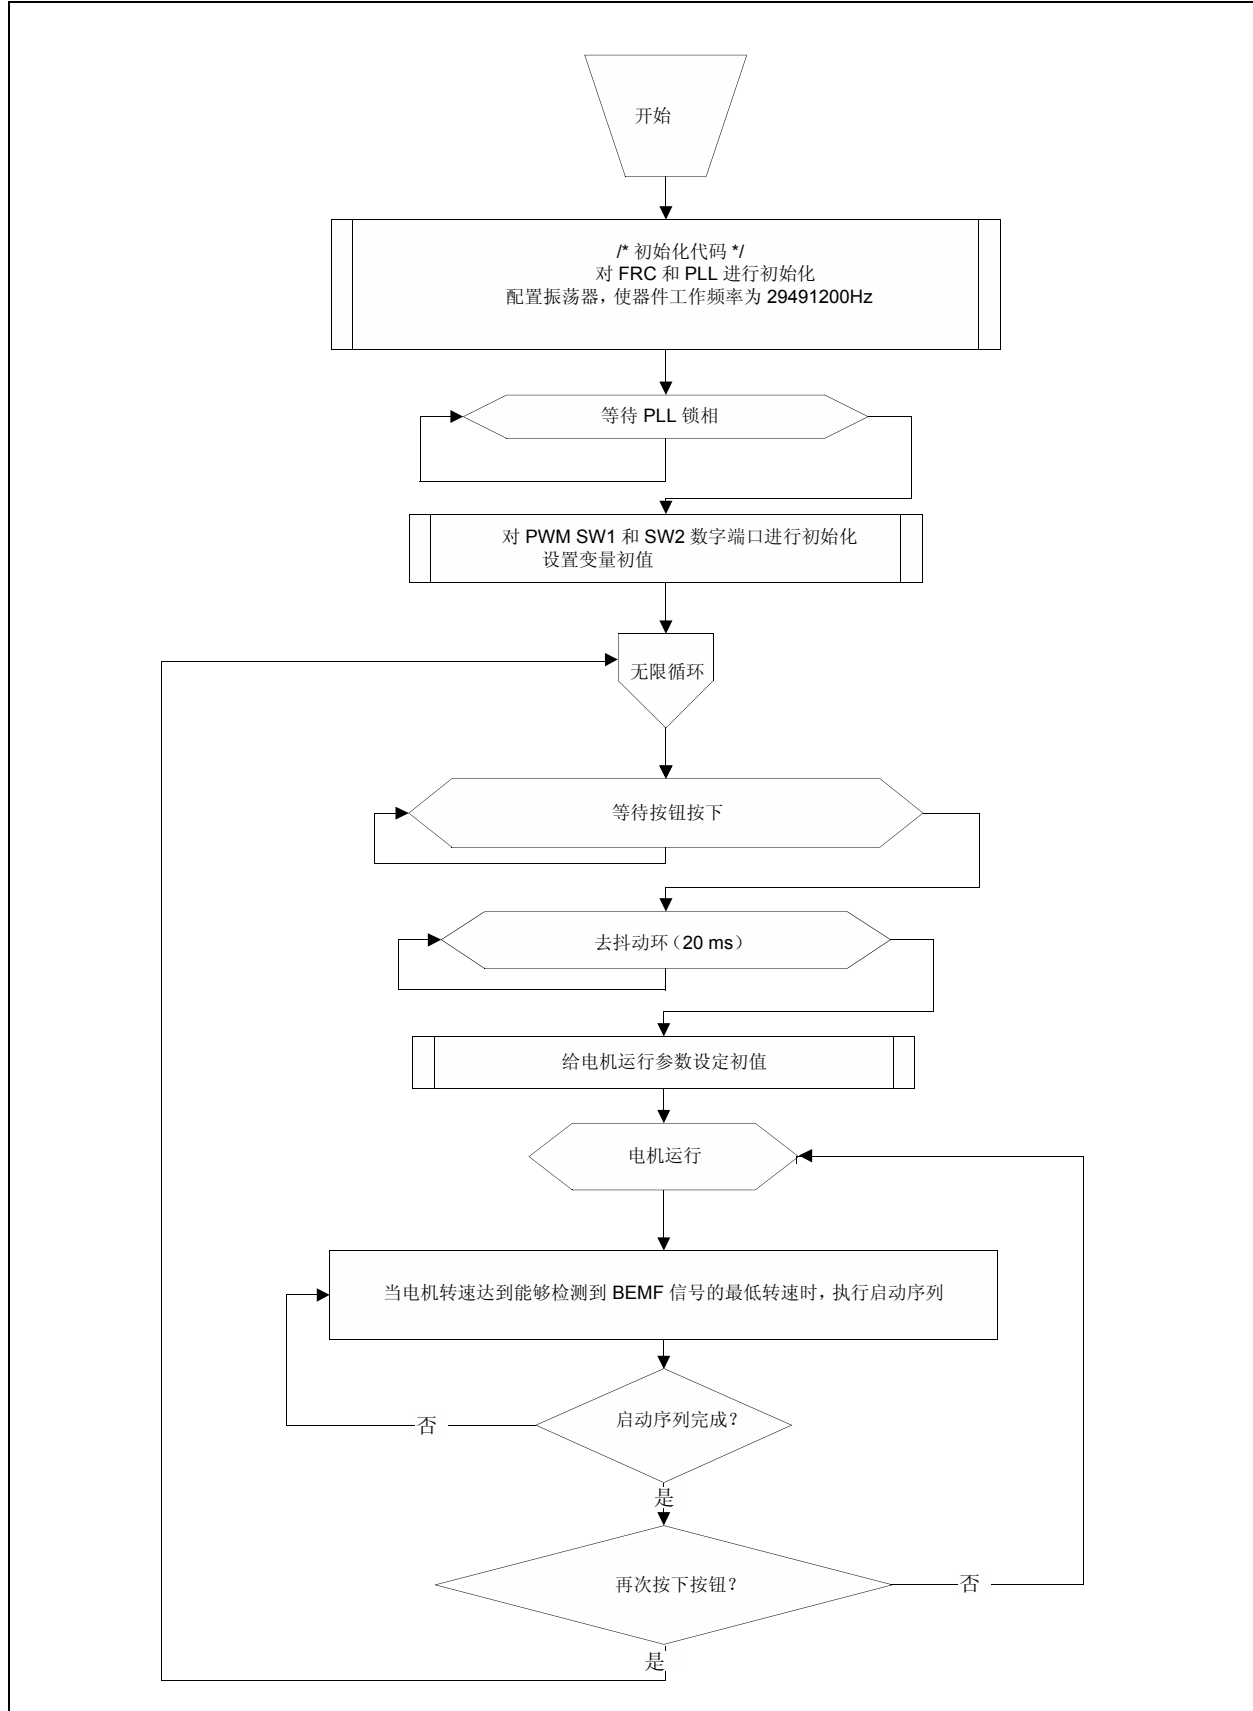 开始
/* 初始化代码 */
对 FRC 和 PLL 进行初始化
配置振荡器，使器件工作频率为 29491200Hz
等待 PLL 锁相
对 PWM SW1 和 SW2 数字端口进行初始化
设置变量初值
无限循环
等待按钮按下
去抖动环（20 ms）
给电机运行参数设定初值
电机运行
当电机转速达到能够检测到 BEMF 信号的最低转速时，执行启动序列
启动序列完成？
否
是
再次按下按钮？
否
是